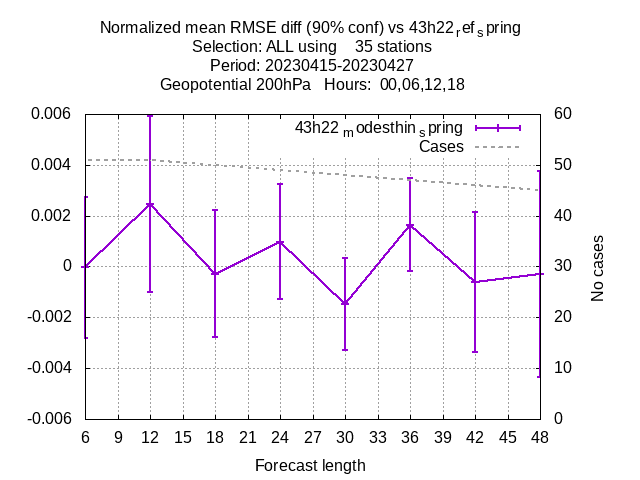 Normalized mean RMSE diff (90% conf) vs 43h22refspring
Selection: ALL using 35 stations
Period: 20230415-20230427
Geopotential 200hPa Hours: 00,06,12,18
43h22modesthinspring
Cases
0.006
0.004
0.002
0
-0.002
-0.004
-0.006
60
50
40
30
20
10
0
No cases
6 9 12 15 18 21 24 27 30 33 36 39 42 45 48
Forecast length